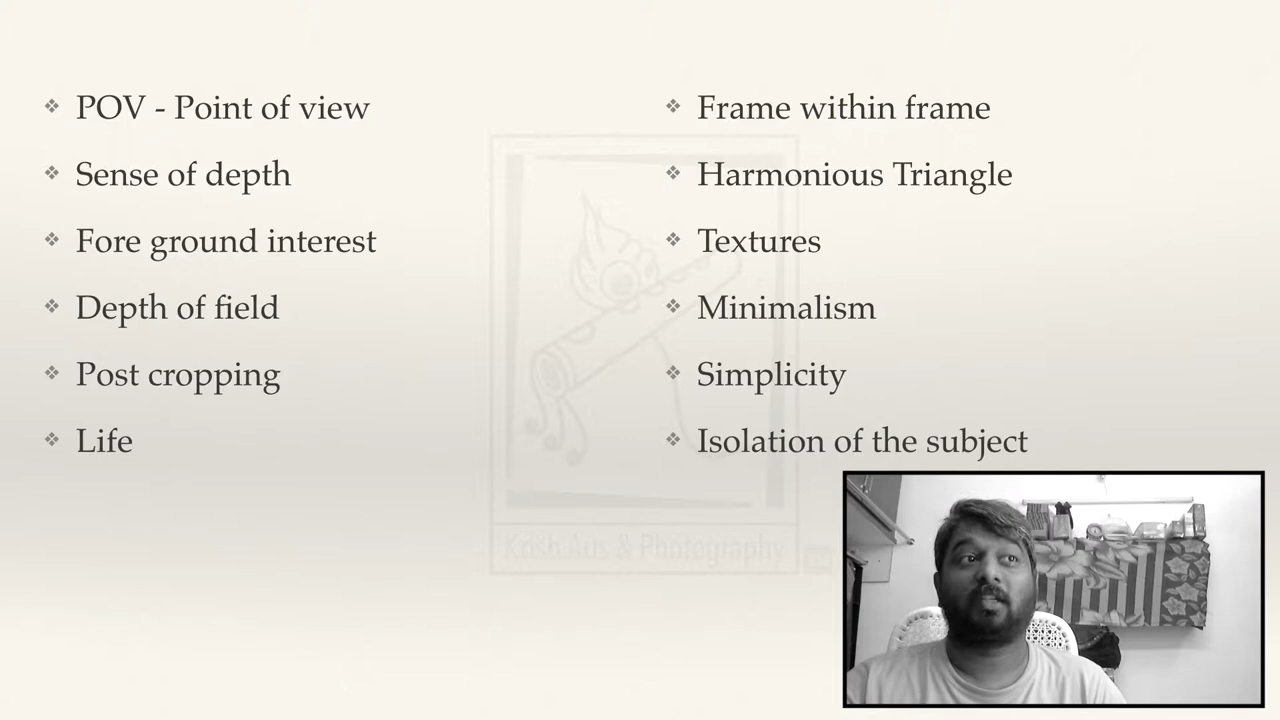 POV - Point of view
Sense of depth
Fore ground interest
Depth of field
Post cropping
Life
Frame within frame
Harmonious Triangle
Textures
Minimalism
Simplicity
Isolation of the subject
Krish Arts & Photography